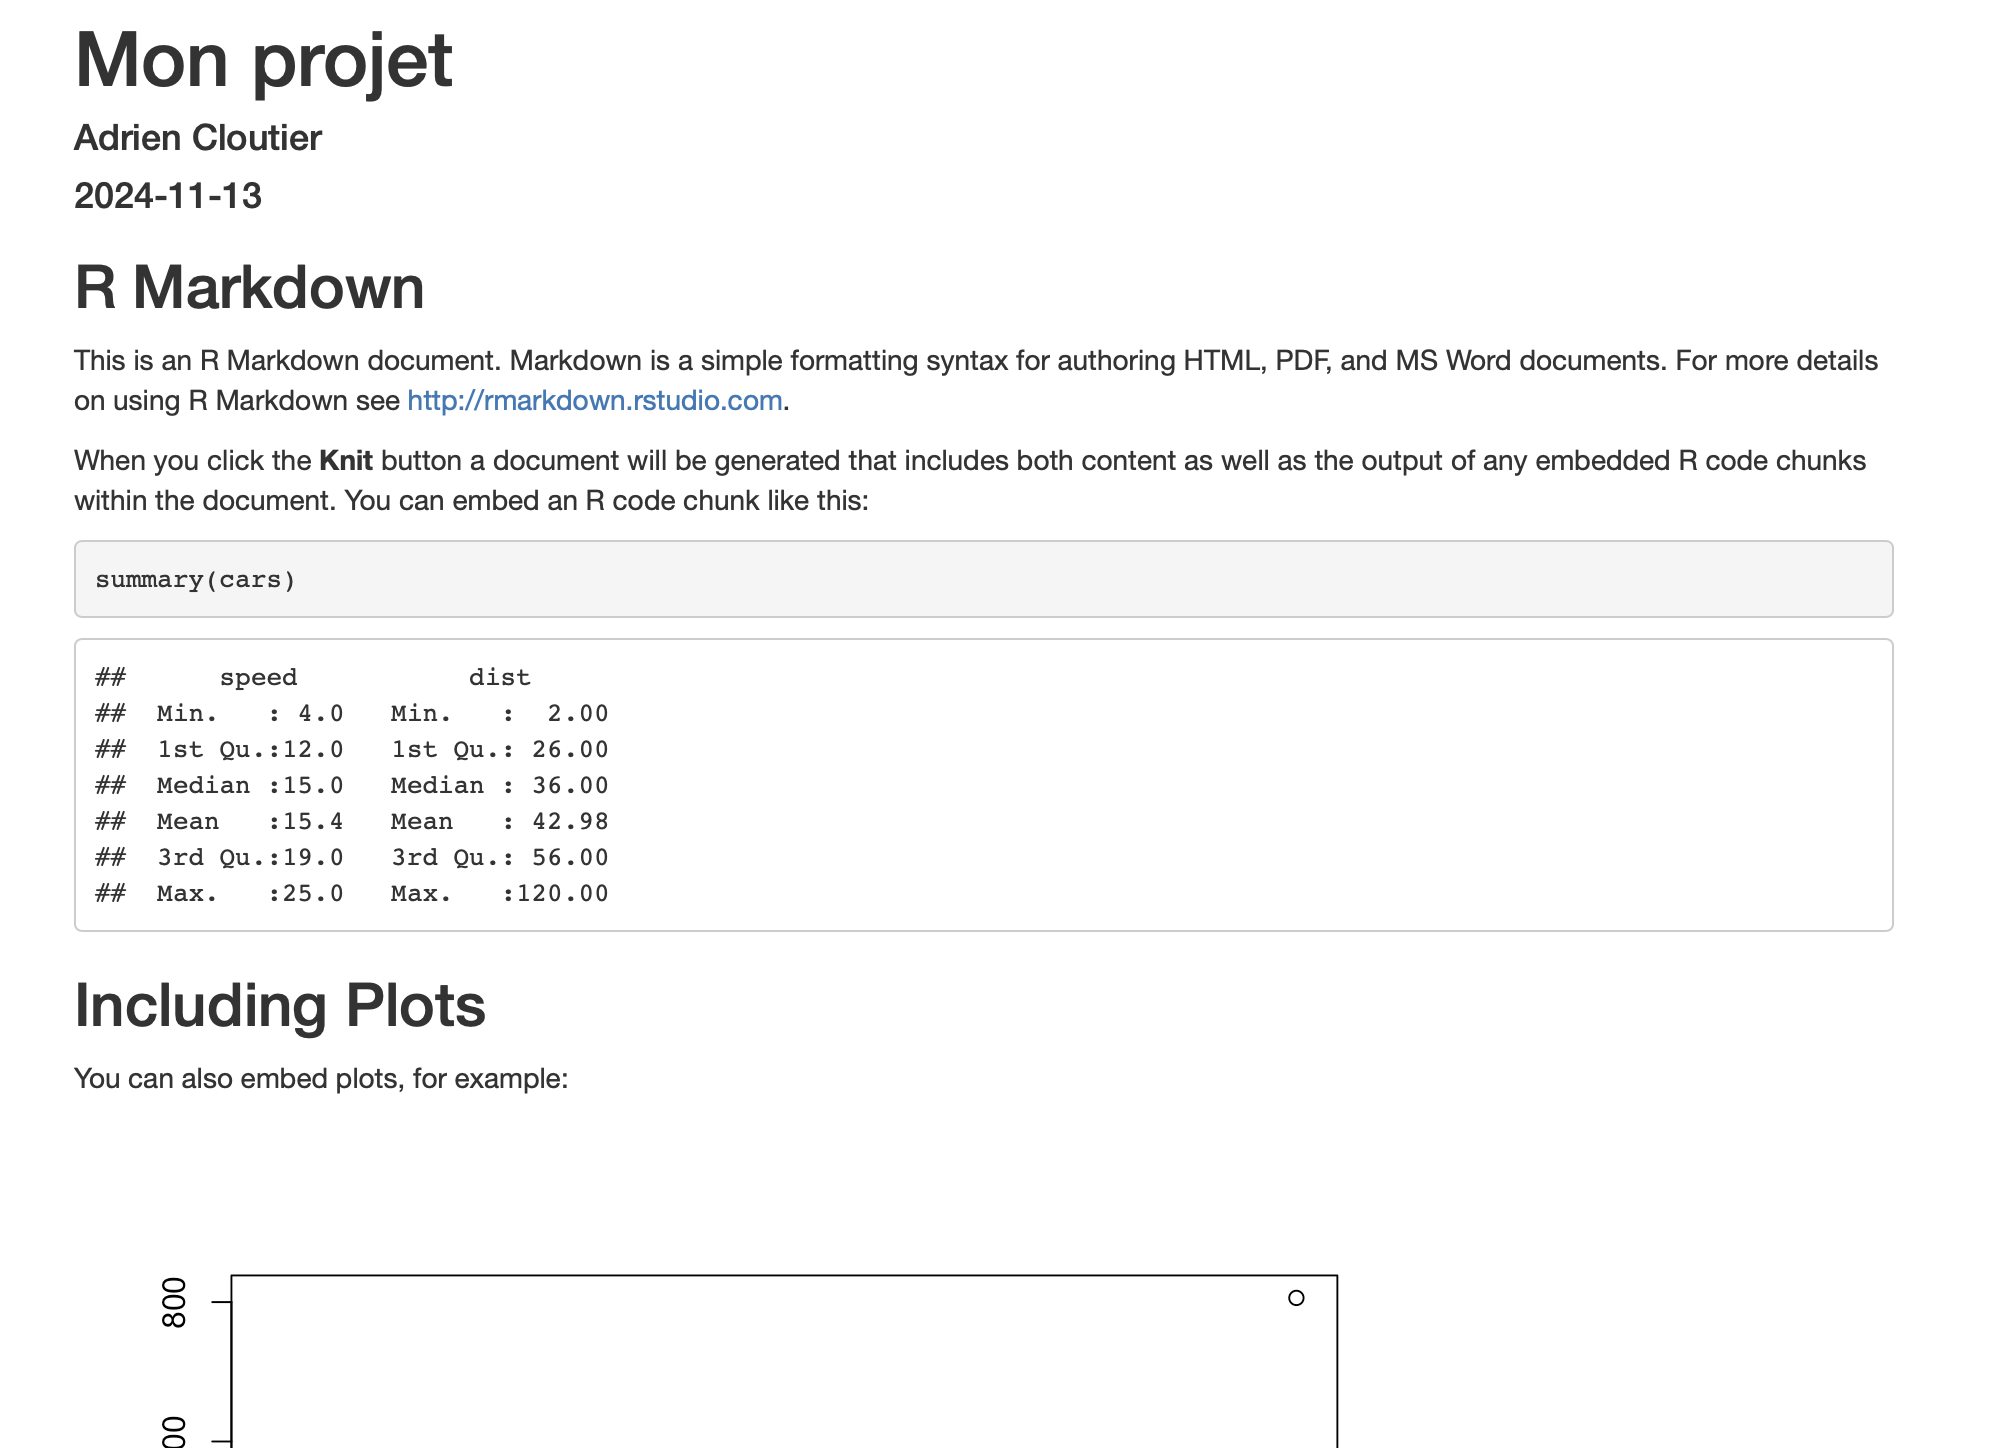 Mon projet
Adrien Cloutier
2024-11-13
R Markdown
This is an R Markdown document. Markdown is a simple formatting syntax for authoring HTML, PDF, and MS Word documents. For more details
on using R Markdown see http://rmarkdown.rstudio.com.
When you click the Knit button a document will be generated that includes both content as well as the output of any embedded R code chunks
within the document. You can embed an R code chunk like this:
summary(cars)
##      speed           dist
##  Min.   : 4.0   Min.   :  2.00
##  1st Qu.:12.0   1st Qu.: 26.00
##  Median :15.0   Median : 36.00
##  Mean   :15.4   Mean   : 42.98
##  3rd Qu.:19.0   3rd Qu.: 56.00
##  Max.   :25.0   Max.   :120.00
Including Plots
You can also embed plots, for example:
800